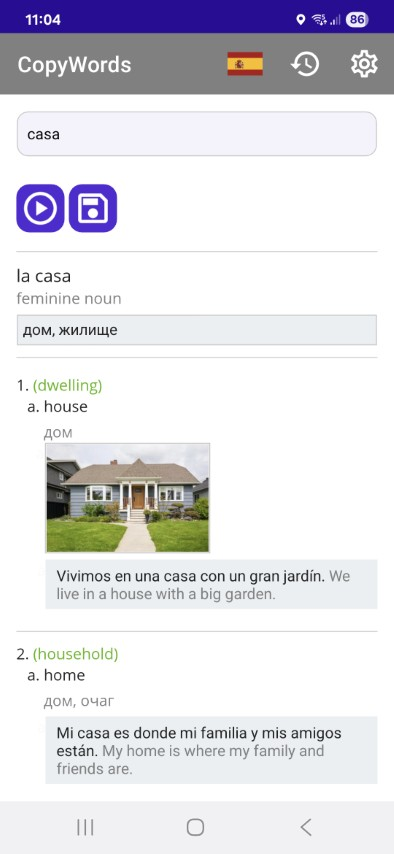 11:04
86
CopyWords
casa
la casa
feminine noun
дом, жилище
1. (dwelling)
a. house
дом
Vivimos en una casa con un gran jardín. We
live in a house with a big garden.
2. (household)
a. home
дом, очаг
Mi casa es donde mi familia y mis amigos
están. My home is where my family and
friends are.